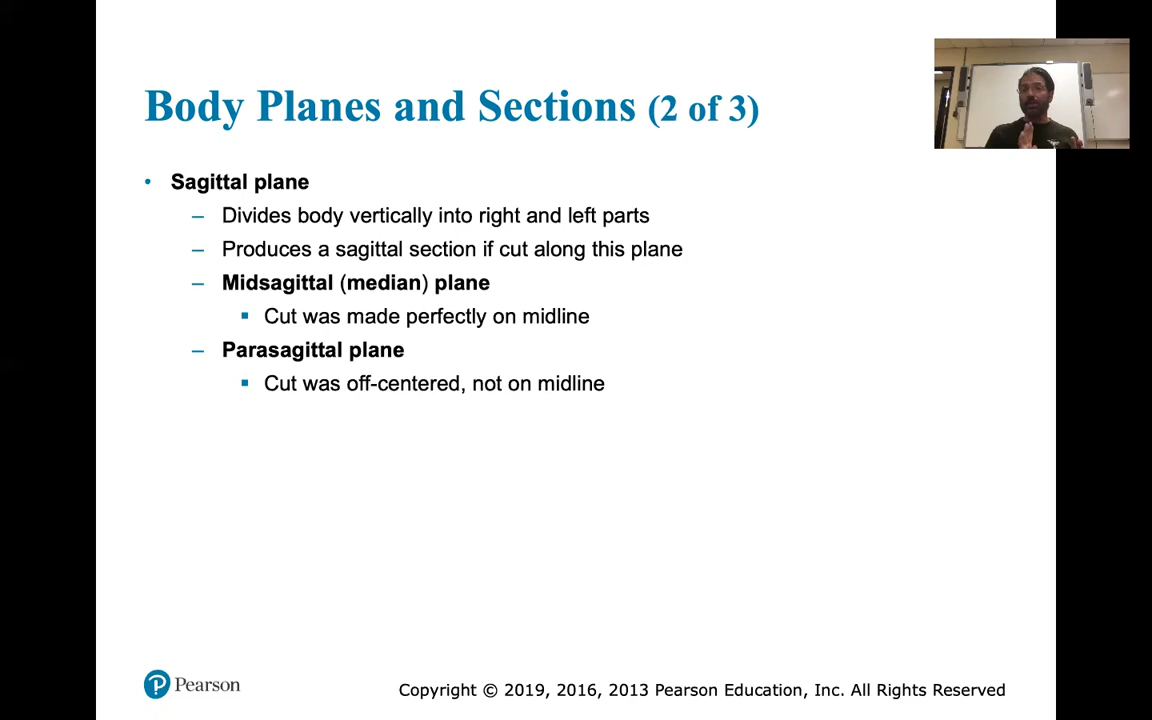 Body Planes and Sections (2 of 3)
• Sagittal plane
– Divides body vertically into right and left parts
– Produces a sagittal section if cut along this plane
– Midsagittal (median) plane
▪ Cut was made perfectly on midline
– Parasagittal plane
▪ Cut was off-centered, not on midline
P Pearson
Copyright © 2019, 2016, 2013 Pearson Education, Inc. All Rights Reserved